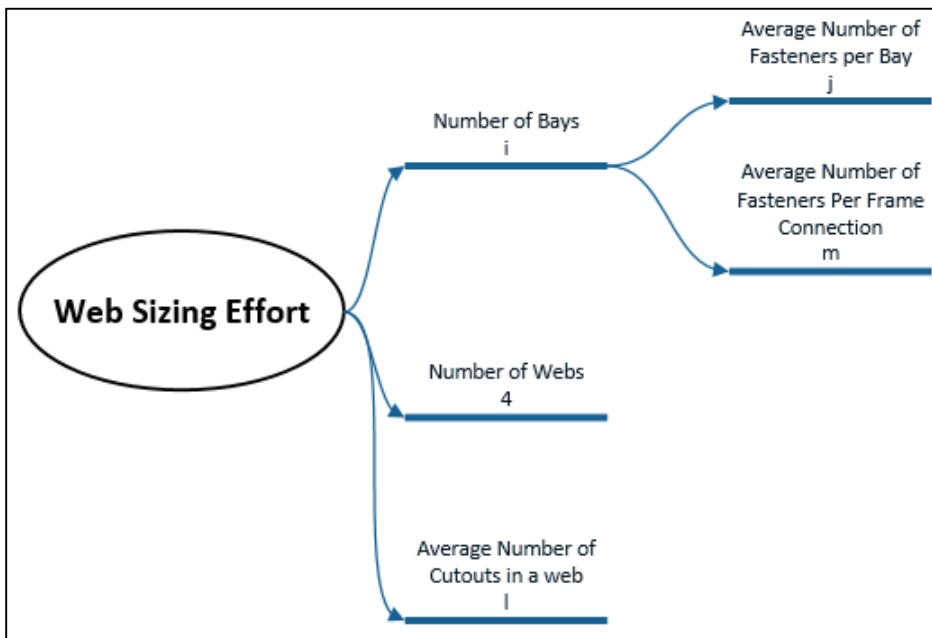 Average Number of
Fasteners per Bay
j
Number of Bays
i
Average Number of
Fasteners Per Frame
Connection
m
Web Sizing Effort
Number of Webs
4
Average Number of
Cutouts in a web
l